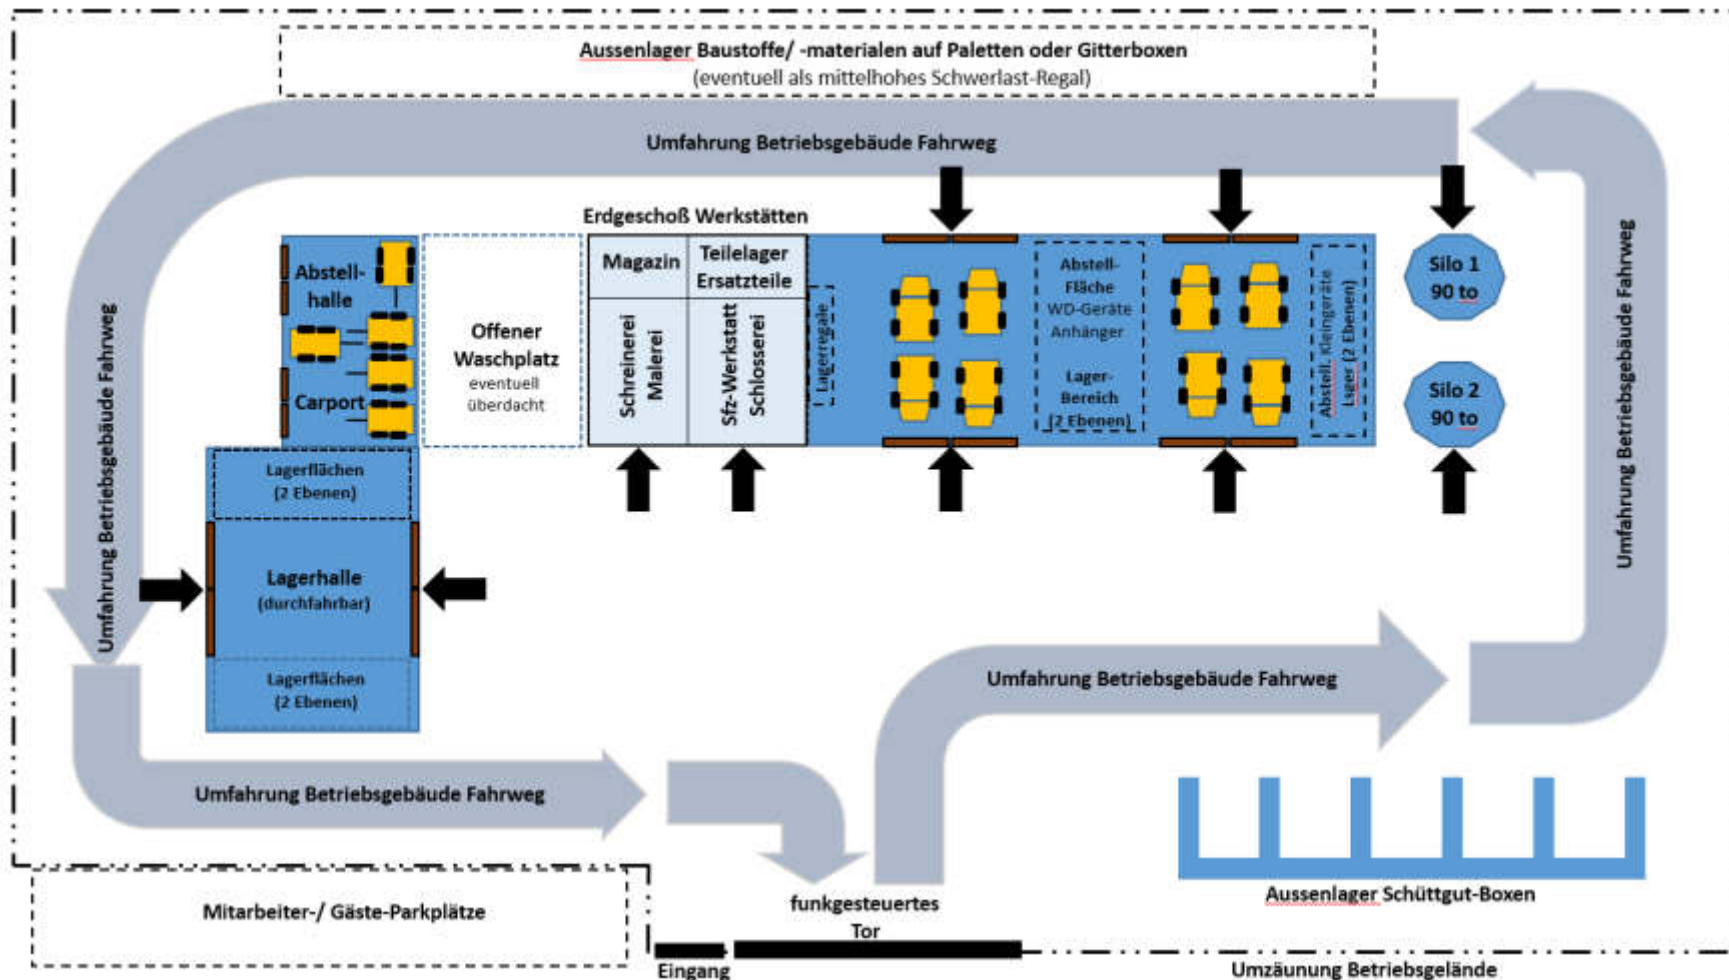 Aussenlager Baustoffe/ -materialen auf Paletten oder Gitterboxen
(eventuell als mittelhohes Schwerlast-Regal)
Umfahrung Betriebsgebäude Fahrweg
Erdgeschoß Werkstätten
Abstell-
halle
Carport
Offener
Waschplatz
eventuell
überdacht
Magazin
Teilelager
Ersatzteile
Schreinerei
Malerei
Sfz-Werkstatt
Schlosserei
Lagerregale
Abstell-
Fläche
WD-Geräte
Anhänger
Lager-
Bereich
(2 Ebenen)
Abstell. Kleingeräte
Lager (2 Ebenen)
Silo 1
90 to
Silo 2
90 to
Umfahrung Betriebsgebäude Fahrweg
Umfahrung Betriebsgebäude Fahrweg
Lagerflächen
(2 Ebenen)
Lagerhalle
(durchfahrbar)
Lagerflächen
(2 Ebenen)
Umfahrung Betriebsgebäude Fahrweg
Umfahrung Betriebsgebäude Fahrweg
Aussenlager Schüttgut-Boxen
Mitarbeiter-/ Gäste-Parkplätze
funkgesteuertes
Tor
Eingang
Umzäunung Betriebsgelände